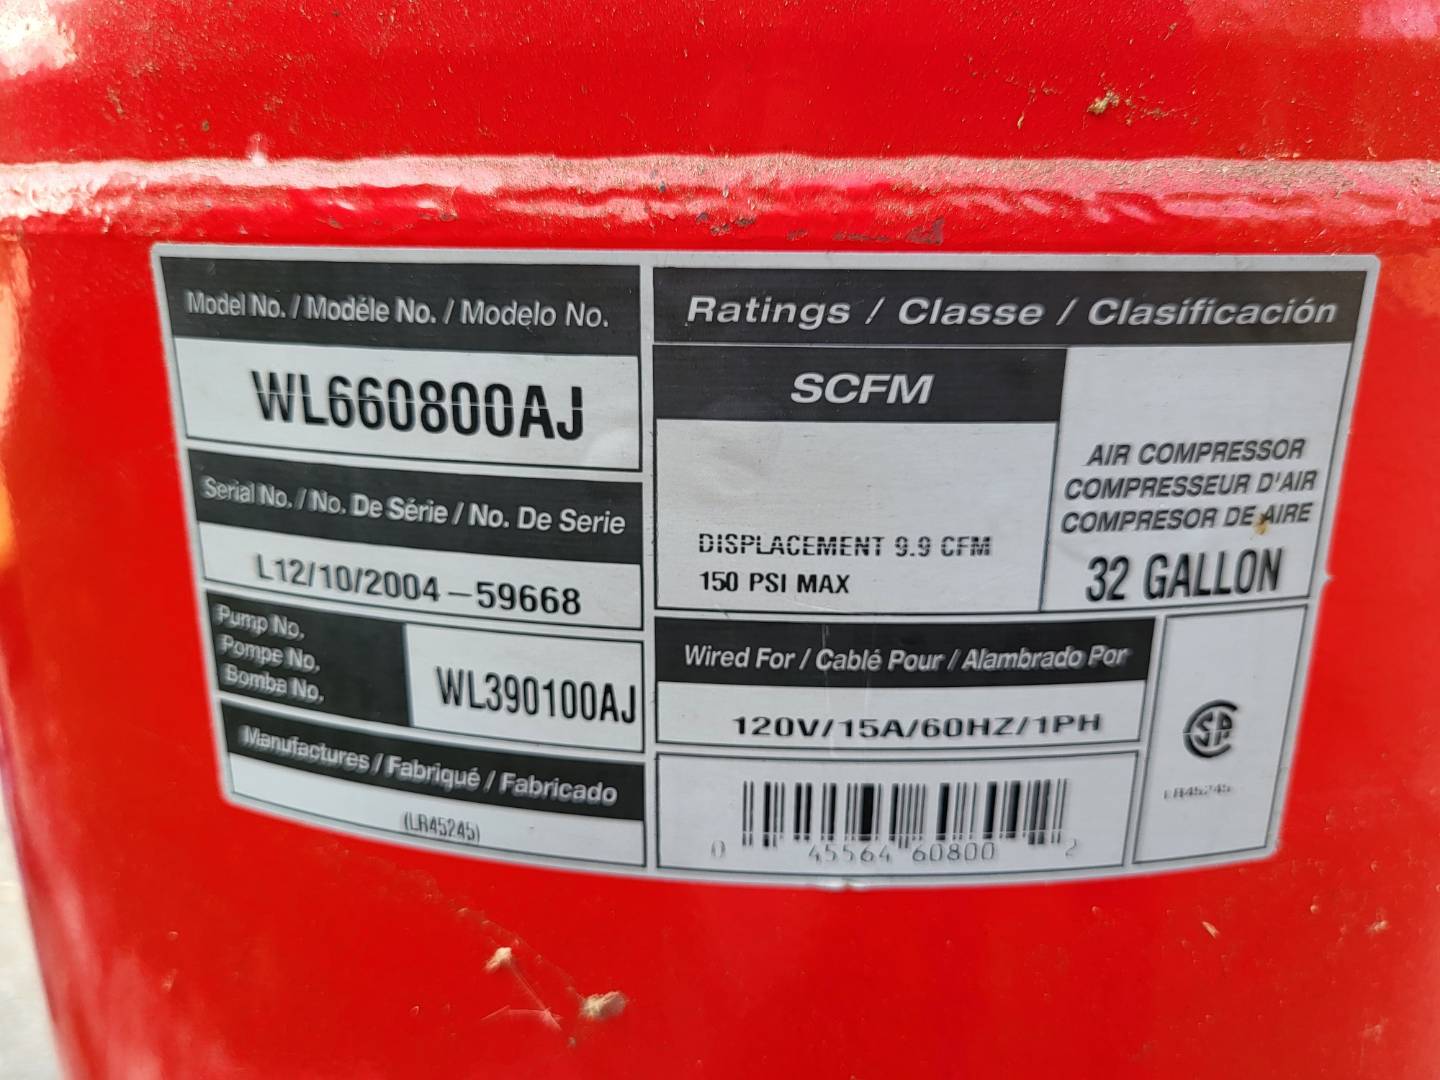 Model No. / Modéle No. / Modelo No.
WL660800AJ
Serial No. / No. De Série / No. De Serie
L12/10/2004-59668
Pump No.
Pompe No.
Bomba No.
WL390100AJ
Manufactures / Fabriqué / Fabricado
(LR45245)
Ratings / Classe / Clasificación
SCFM
DISPLACEMENT 9.9 CFM
150 PSI MAX
AIR COMPRESSOR
COMPRESSEUR D'AIR
COMPRESOR DE AIRE
32 GALLON
Wired For / Cablé Pour / Alambrado Por
120V/15A/60HZ/1PH
0 45564 60800 2
SA
LR45245